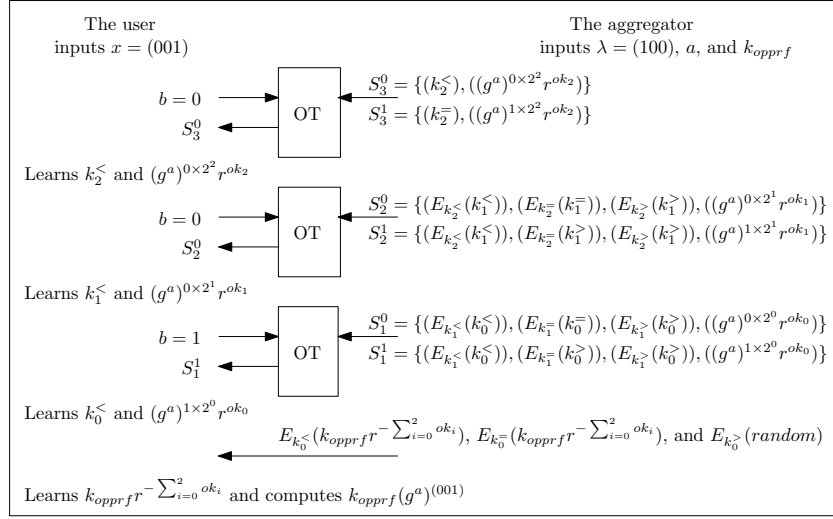 The user
inputs x = (001)
The aggregator
inputs λ = (100), a, and k_{opprf}
b = 0
OT
S_3^0 = {(k_2^<), ((g^a)^{0×2^2} r^{ok_2})}
S_3^0
S_3^1 = {(k_2^=), ((g^a)^{1×2^2} r^{ok_2})}
Learns k_2^< and (g^a)^{0×2^2} r^{ok_2}
b = 0
OT
S_2^0 = {(E_{k_2^<}(k_1^<)), (E_{k_2^=}(k_1^=)), (E_{k_2^>}(k_1^>)), ((g^a)^{0×2^1} r^{ok_1})}
S_2^0
S_2^1 = {(E_{k_2^<}(k_1^<)), (E_{k_2^=}(k_1^>)), (E_{k_2^>}(k_1^>)), ((g^a)^{1×2^1} r^{ok_1})}
Learns k_1^< and (g^a)^{0×2^1} r^{ok_1}
b = 1
OT
S_1^0 = {(E_{k_1^<}(k_0^<)), (E_{k_1^=}(k_0^=)), (E_{k_1^>}(k_0^>)), ((g^a)^{0×2^0} r^{ok_0})}
S_1^1
S_1^1 = {(E_{k_1^<}(k_0^<)), (E_{k_1^=}(k_0^>)), (E_{k_1^>}(k_0^>)), ((g^a)^{1×2^0} r^{ok_0})}
Learns k_0^< and (g^a)^{1×2^0} r^{ok_0}
E_{k_0^<}(k_{opprf} r^{-∑_{i=0}^2 ok_i}), E_{k_0^=}(k_{opprf} r^{-∑_{i=0}^2 ok_i}), and E_{k_0^>}(random)
Learns k_{opprf} r^{-∑_{i=0}^2 ok_i} and computes k_{opprf}(g^a)^{(001)}